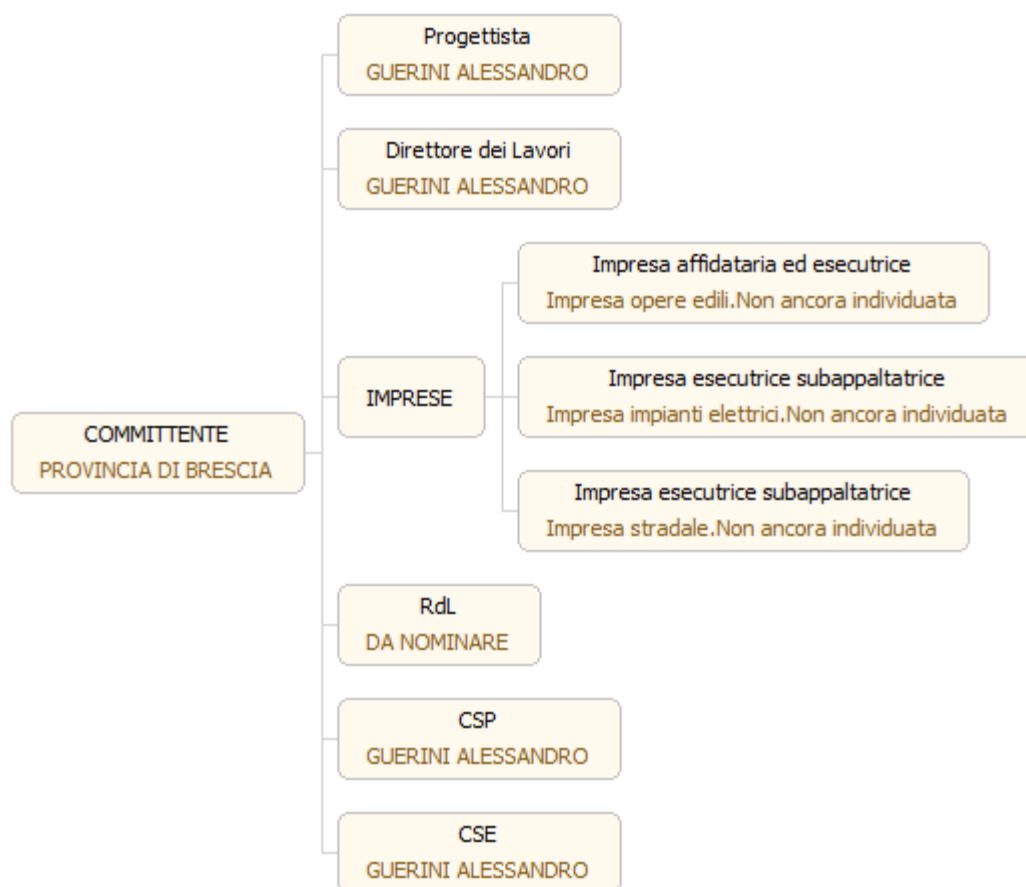 Progettista
GUERINI ALESSANDRO
Direttore dei Lavori
GUERINI ALESSANDRO
Impresa affidataria ed esecutrice
Impresa opere edili.Non ancora individuata
IMPRESE
Impresa esecutrice subappaltatrice
Impresa impianti elettrici.Non ancora individuata
COMMITTENTE
PROVINCIA DI BRESCIA
Impresa esecutrice subappaltatrice
Impresa stradale.Non ancora individuata
RdL
DA NOMINARE
CSP
GUERINI ALESSANDRO
CSE
GUERINI ALESSANDRO